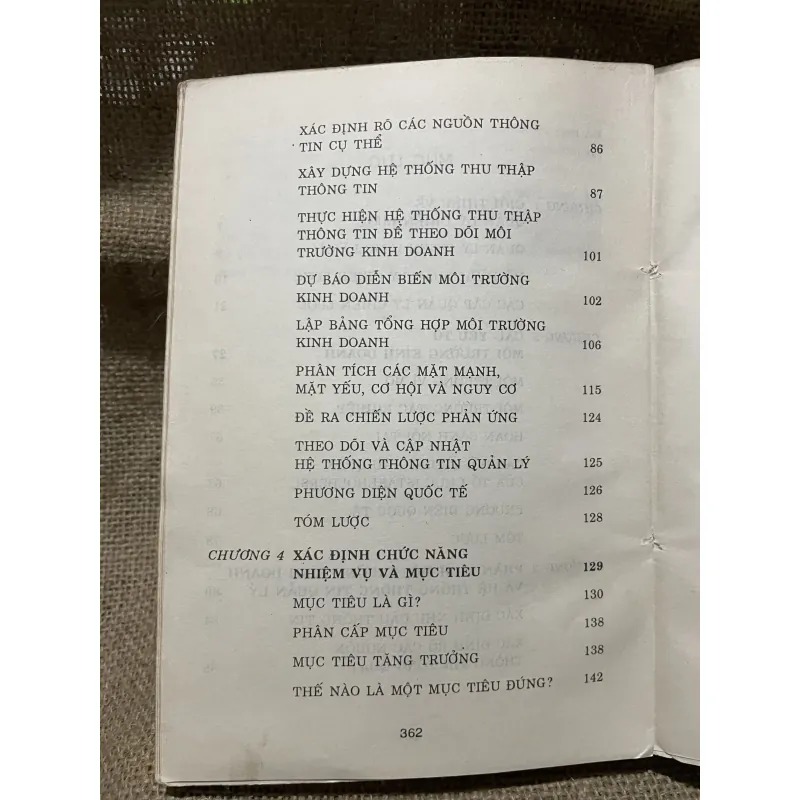 XÁC ĐỊNH RÕ CÁC NGUỒN THÔNG
TIN CỤ THỂ 86
XÂY DỰNG HỆ THỐNG THU THẬP
THÔNG TIN 87
THỰC HIỆN HỆ THỐNG THU THẬP
THÔNG TIN ĐỂ THEO DÕI MÔI
TRƯỜNG KINH DOANH 101
DỰ BÁO DIỄN BIẾN MÔI TRƯỜNG
KINH DOANH 102
LẬP BẢNG TỔNG HỢP MÔI TRƯỜNG
KINH DOANH 106
PHÂN TÍCH CÁC MẶT MẠNH,
MẶT YẾU, CƠ HỘI VÀ NGUY CƠ 115
ĐỀ RA CHIẾN LƯỢC PHẢN ỨNG 124
THEO DÕI VÀ CẬP NHẬT
HỆ THỐNG THÔNG TIN QUẢN LÝ 125
PHƯƠNG DIỆN QUỐC TẾ 126
TÓM LƯỢC 128
CHƯƠNG 4 XÁC ĐỊNH CHỨC NĂNG
NHIỆM VỤ VÀ MỤC TIÊU 129
MỤC TIÊU LÀ GÌ? 130
PHÂN CẤP MỤC TIÊU 138
MỤC TIÊU TĂNG TRƯỞNG 138
THẾ NÀO LÀ MỘT MỤC TIÊU ĐÚNG? 142
362